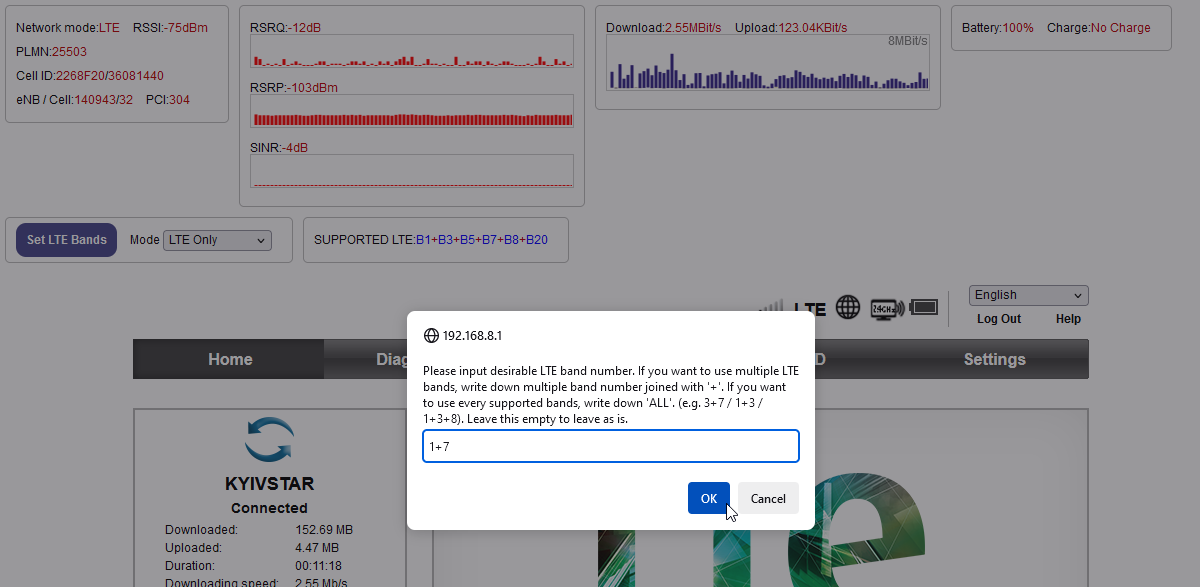 Network mode:LTE RSSI:-75dBm
PLMN:25503
Cell ID:2268F20/36081440
eNB / Cell:140943/32 PCI:304
RSRQ:-12dB
RSRP:-103dBm
SINR:-4dB
Download:2.55MBit/s Upload:123.04KBit/s
8MBit/s
Battery:100% Charge:No Charge
Set LTE Bands Mode LTE Only
SUPPORTED LTE:B1+B3+B5+B7+B8+B20
LTE
English
Log Out Help
Home Diag D Settings
192.168.8.1
Please input desirable LTE band number. If you want to use multiple LTE
bands, write down multiple band number joined with '+'. If you want
to use every supported bands, write down 'ALL'. (e.g. 3+7 / 1+3 /
1+3+8). Leave this empty to leave as is.
1+7
OK Cancel
KYIVSTAR
Connected
Downloaded: 152.69 MB
Uploaded: 4.47 MB
Duration: 00:11:18
Downloading speed: 2.55 Mb/s